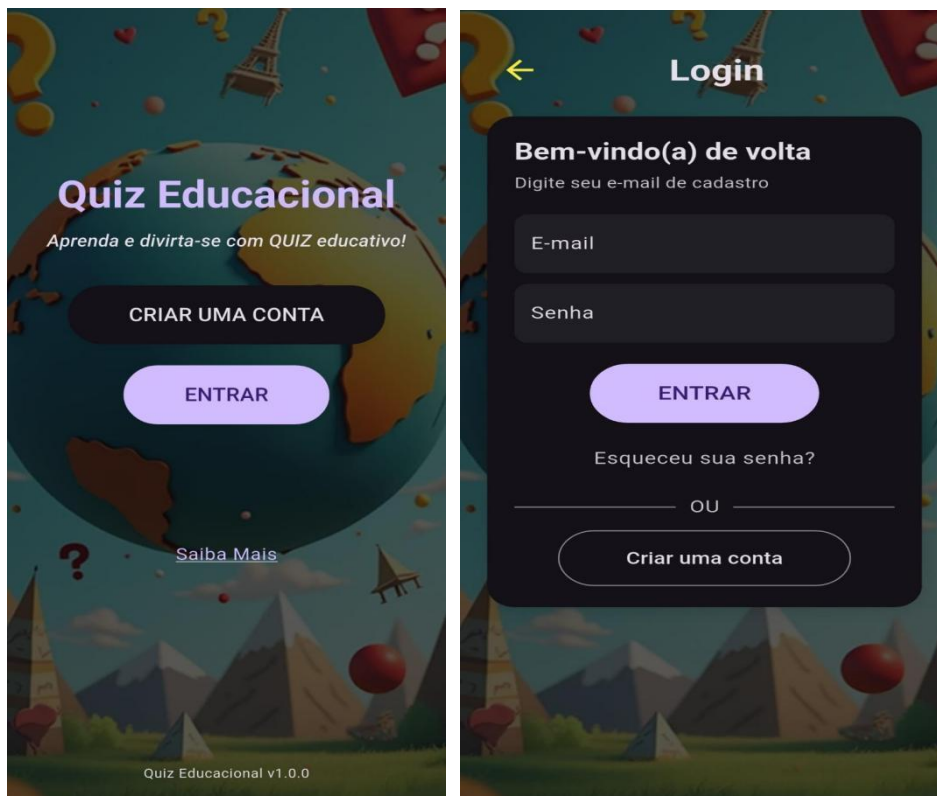 Quiz Educacional
Aprenda e divirta-se com QUIZ educativo!
CRIAR UMA CONTA
ENTRAR
Saiba Mais
Quiz Educacional v1.0.0
Login
Bem-vindo(a) de volta
Digite seu e-mail de cadastro
E-mail
Senha
ENTRAR
Esqueceu sua senha?
OU
Criar uma conta